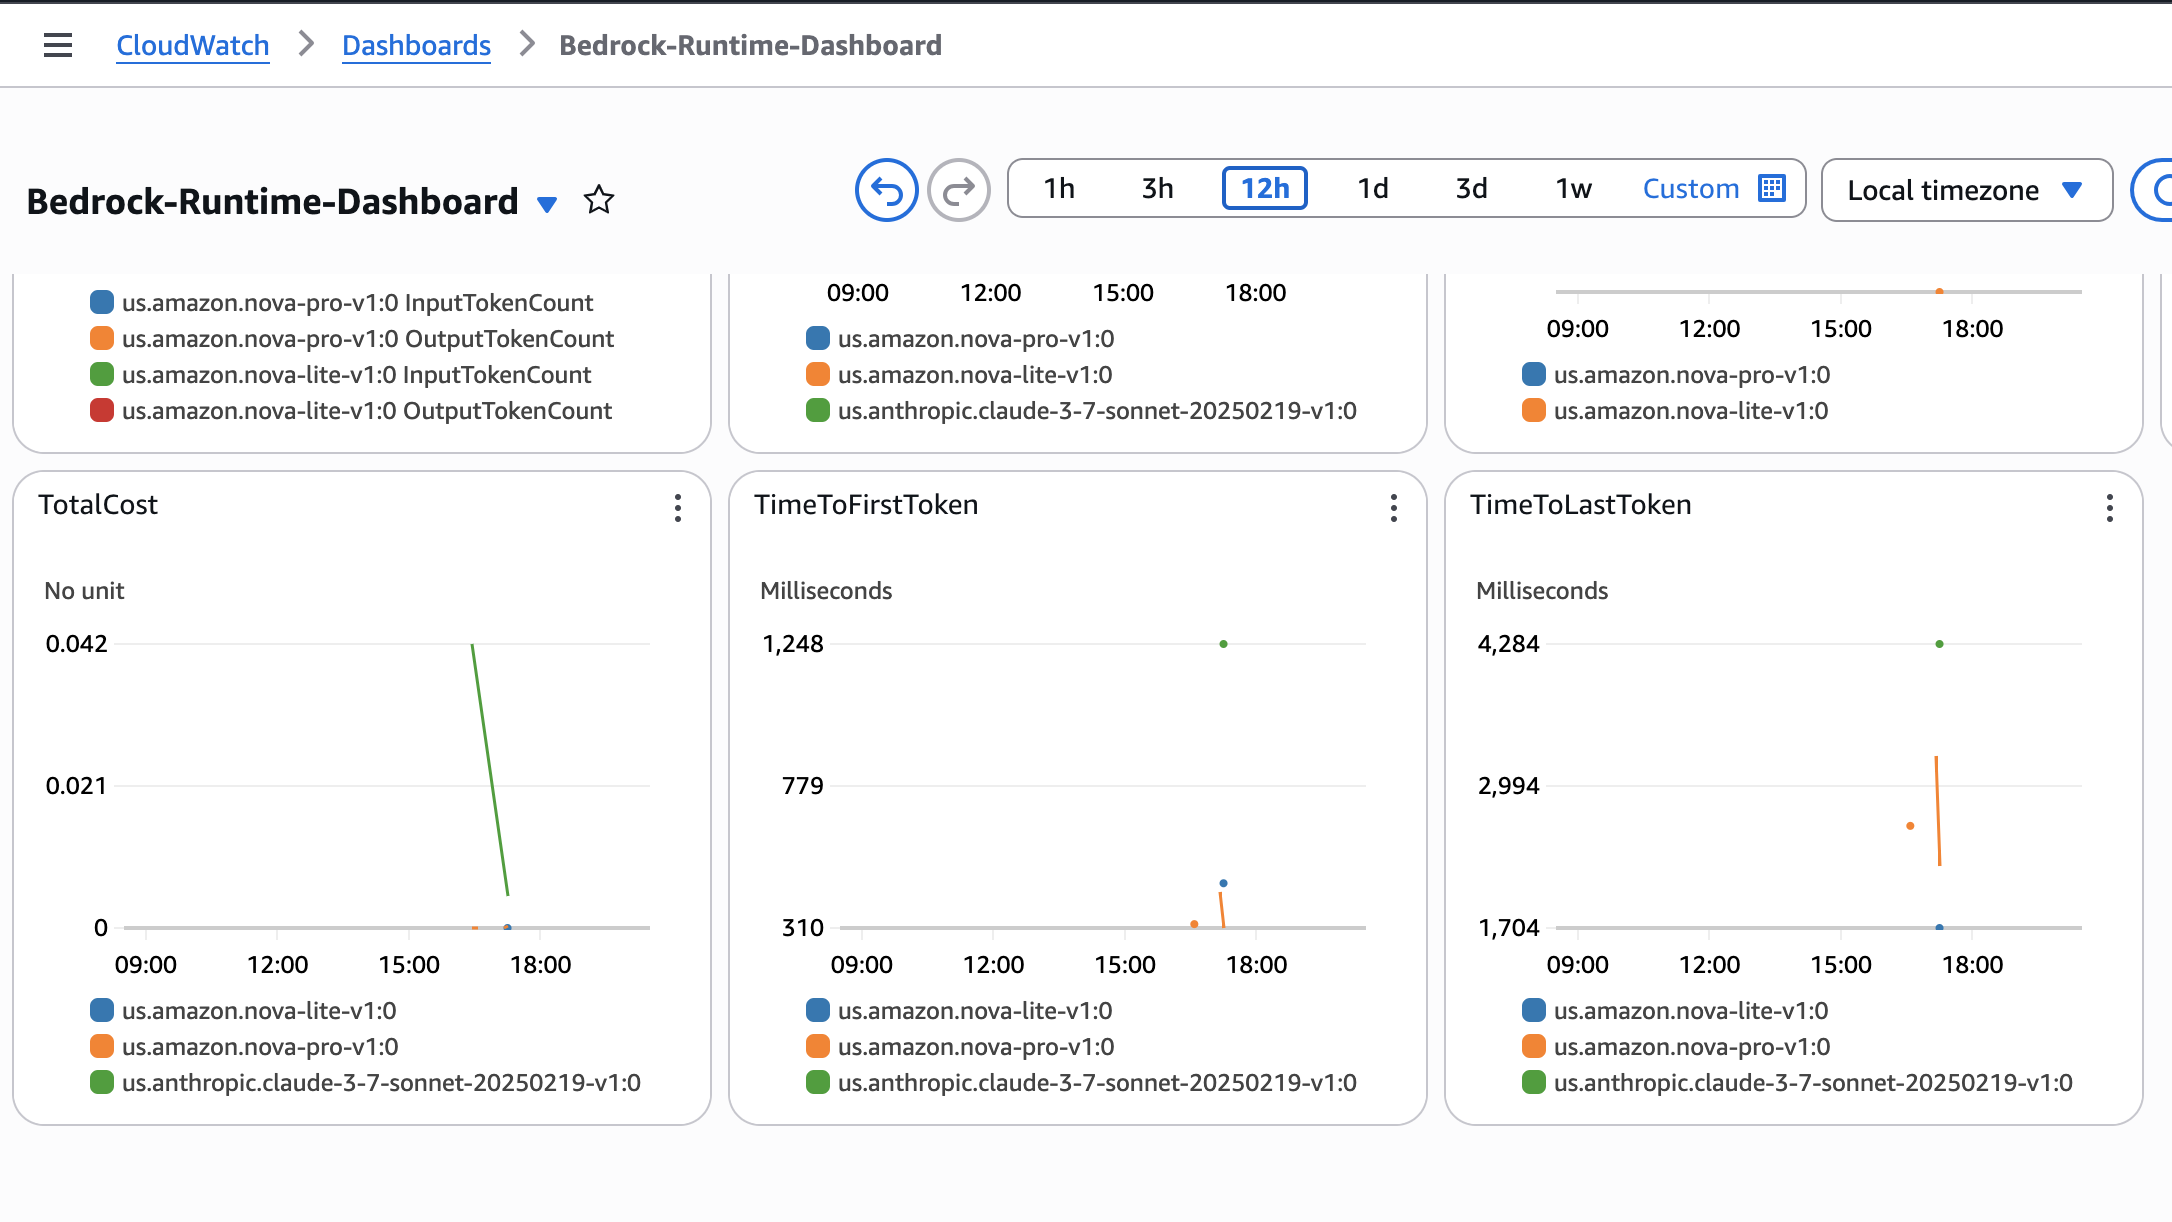 CloudWatch > Dashboards > Bedrock-Runtime-Dashboard
Bedrock-Runtime-Dashboard
1h 3h 12h 1d 3d 1w Custom
Local timezone
us.amazon.nova-pro-v1:0 InputTokenCount
us.amazon.nova-pro-v1:0 OutputTokenCount
us.amazon.nova-lite-v1:0 InputTokenCount
us.amazon.nova-lite-v1:0 OutputTokenCount
09:00 12:00 15:00 18:00
us.amazon.nova-pro-v1:0
us.amazon.nova-lite-v1:0
us.anthropic.claude-3-7-sonnet-20250219-v1:0
09:00 12:00 15:00 18:00
us.amazon.nova-pro-v1:0
us.amazon.nova-lite-v1:0
TotalCost
No unit
0.042
0.021
0
09:00 12:00 15:00 18:00
us.amazon.nova-lite-v1:0
us.amazon.nova-pro-v1:0
us.anthropic.claude-3-7-sonnet-20250219-v1:0
TimeToFirstToken
Milliseconds
1,248
779
310
09:00 12:00 15:00 18:00
us.amazon.nova-lite-v1:0
us.amazon.nova-pro-v1:0
us.anthropic.claude-3-7-sonnet-20250219-v1:0
TimeToLastToken
Milliseconds
4,284
2,994
1,704
09:00 12:00 15:00 18:00
us.amazon.nova-lite-v1:0
us.amazon.nova-pro-v1:0
us.anthropic.claude-3-7-sonnet-20250219-v1:0